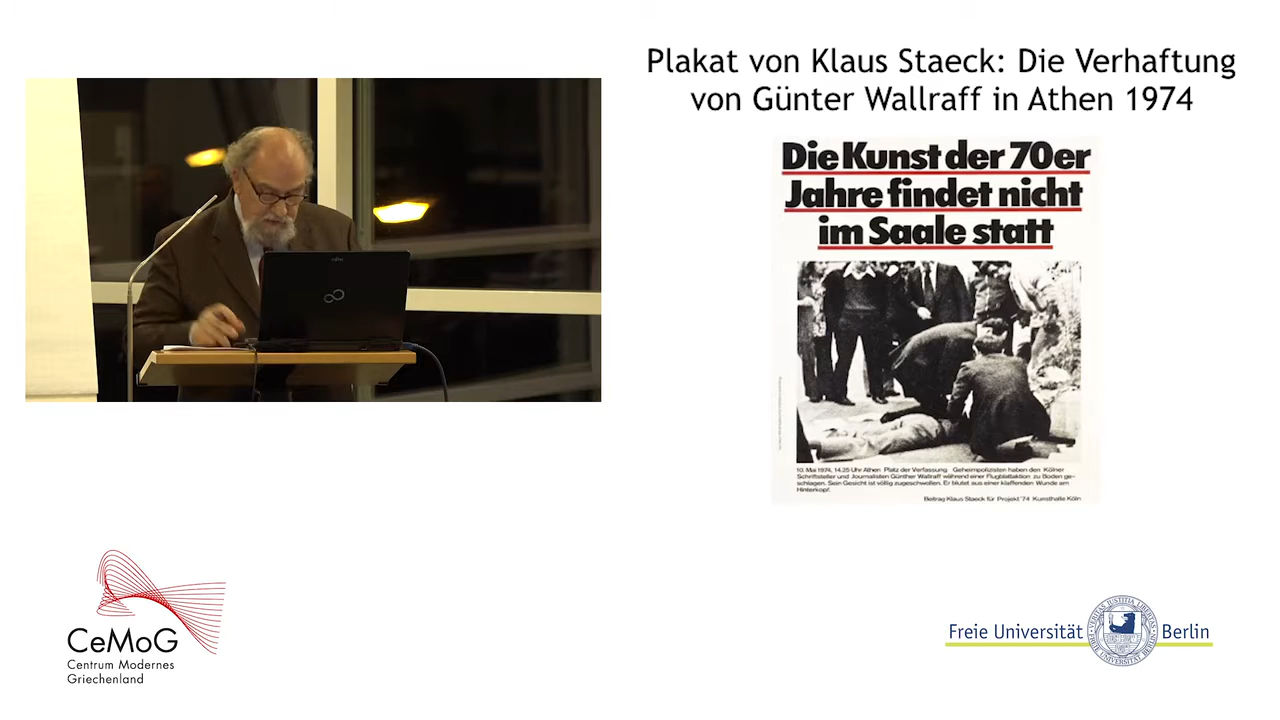 Plakat von Klaus Staeck: Die Verhaftung
von Günter Wallraff in Athen 1974
Die Kunst der 70er
Jahre findet nicht
im Saale statt
10. Mai 1974, 14.25 Uhr Athen Platz der Verfassung Geheimpolizisten haben den Kölner
Schriftsteller und Journalisten Günther Wallraff während einer Flugblattaktion zu Boden ge-
schlagen. Sein Gesicht ist völlig zugeschwollen. Er blutet aus einer klaffenden Wunde am
Hinterkopf.
Beitrag Klaus Staeck für Projekt '74 Kunsthalle Köln
CeMoG
Centrum Modernes
Griechenland
Freie Universität Berlin